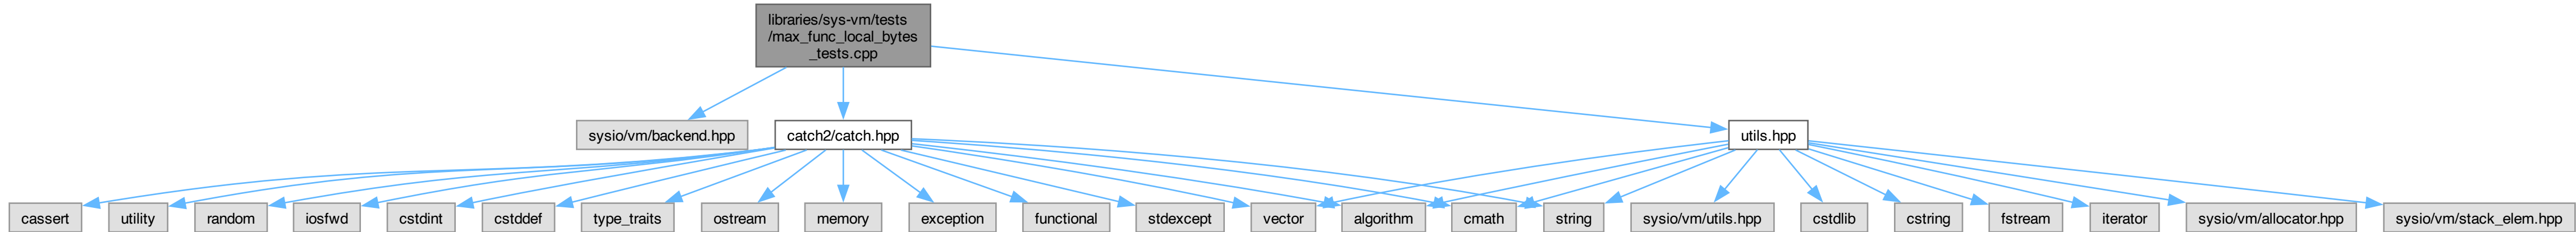 libraries/sys-vm/tests
/max_func_local_bytes
_tests.cpp
sysio/vm/backend.hpp
catch2/catch.hpp
utils.hpp
cassert
utility
random
iosfwd
cstdint
cstddef
type_traits
ostream
memory
exception
functional
stdexcept
vector
algorithm
cmath
string
sysio/vm/utils.hpp
cstdlib
cstring
fstream
iterator
sysio/vm/allocator.hpp
sysio/vm/stack_elem.hpp